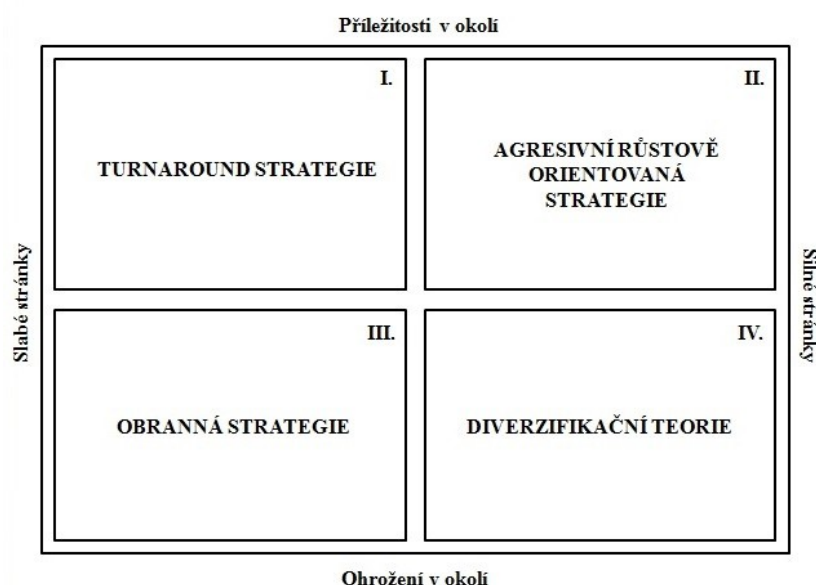 Příležitosti v okolí
I.
TURNAROUND STRATEGIE
II.
AGRESIVNÍ RŮSTOVĚ
ORIENTOVANÁ
STRATEGIE
Slabé stránky
Silné stránky
III.
OBRANNÁ STRATEGIE
IV.
DIVERZIFIKAČNÍ TEORIE
Ohrožení v okolí